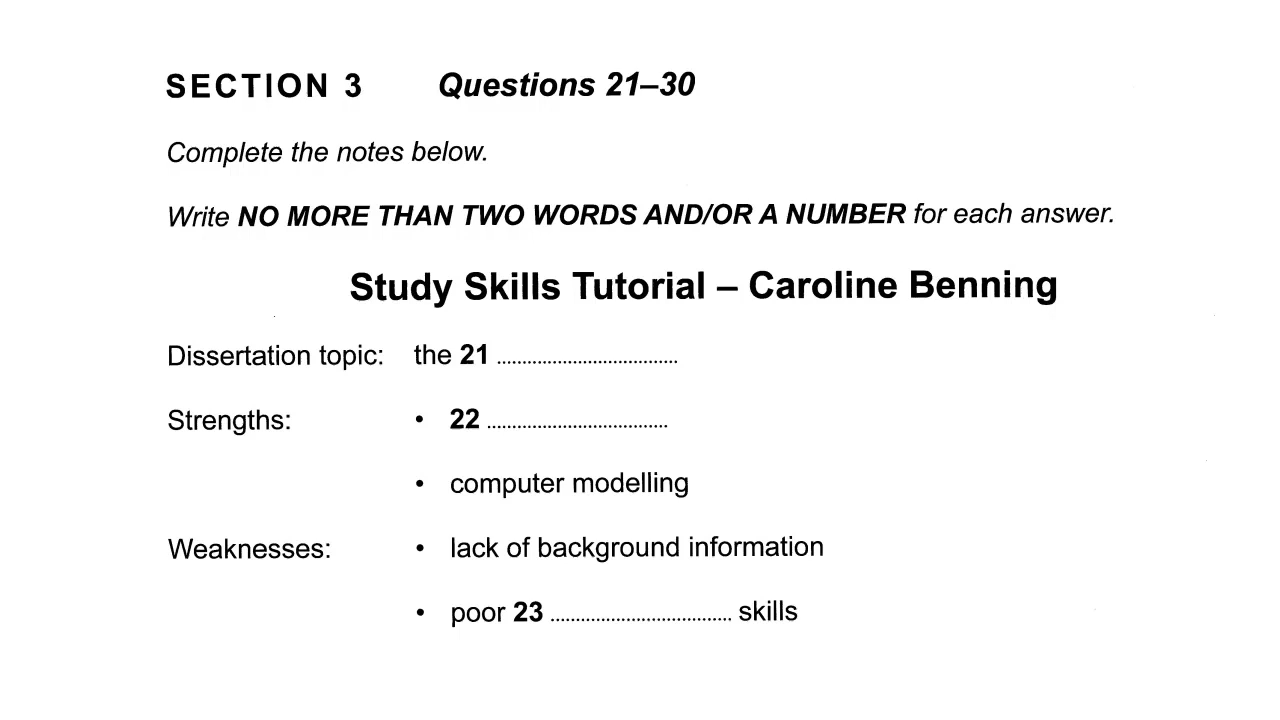 SECTION 3 Questions 21–30
Complete the notes below.
Write NO MORE THAN TWO WORDS AND/OR A NUMBER for each answer.
Study Skills Tutorial – Caroline Benning
Dissertation topic: the 21 ....................................
Strengths: • 22 ....................................
• computer modelling
Weaknesses: • lack of background information
• poor 23 .................................... skills